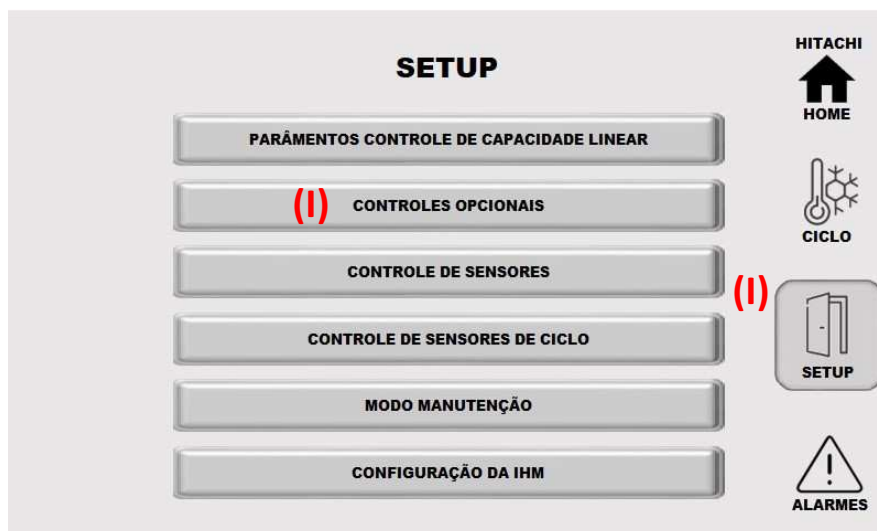 SETUP
PARÂMENTOS CONTROLE DE CAPACIDADE LINEAR
(I) CONTROLES OPCIONAIS
CONTROLE DE SENSORES
CONTROLE DE SENSORES DE CICLO
MODO MANUTENÇÃO
CONFIGURAÇÃO DA IHM
HITACHI
HOME
CICLO
(I)
SETUP
ALARMES